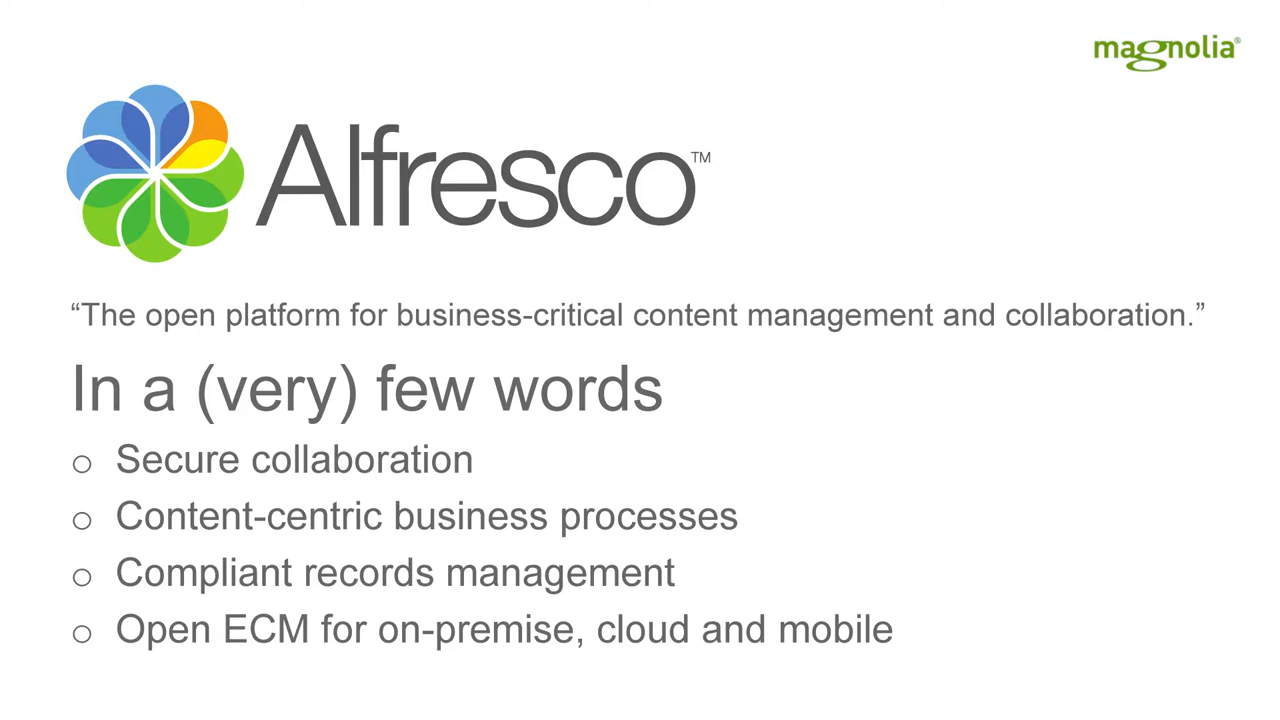 magnolia®
Alfresco™
“The open platform for business-critical content management and collaboration.”
In a (very) few words
o Secure collaboration
o Content-centric business processes
o Compliant records management
o Open ECM for on-premise, cloud and mobile